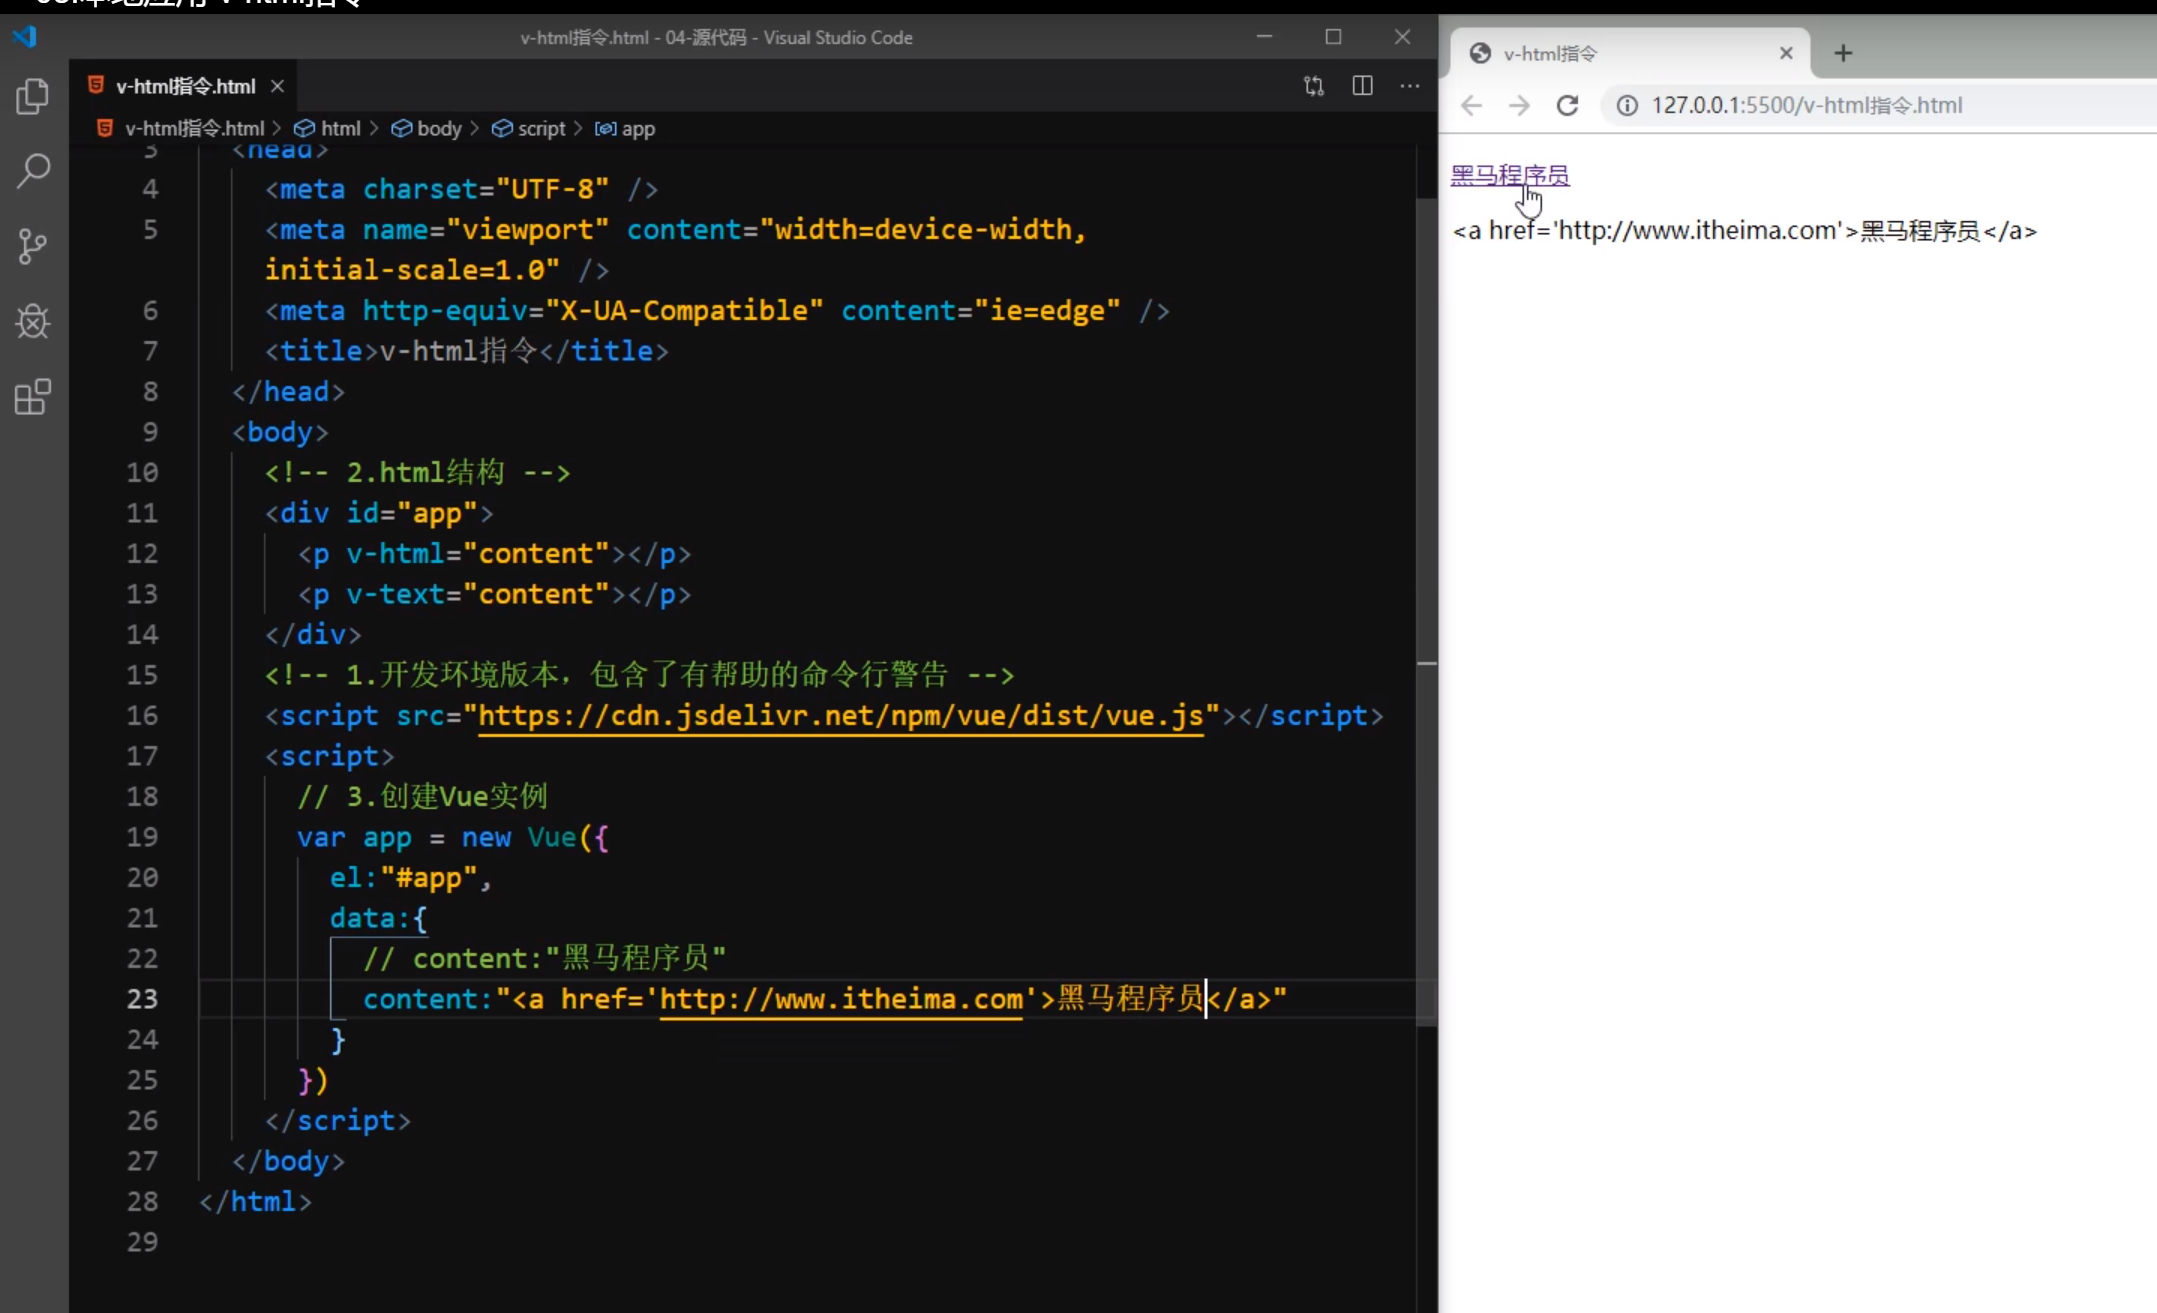 v-html指令.html - 04-源代码 - Visual Studio Code
v-html指令.html
v-html指令.html > html > body > script > app
3 <head>
4 <meta charset="UTF-8" />
5 <meta name="viewport" content="width=device-width,
initial-scale=1.0" />
6 <meta http-equiv="X-UA-Compatible" content="ie=edge" />
7 <title>v-html指令</title>
8 </head>
9 <body>
10 <!-- 2.html结构 -->
11 <div id="app">
12 <p v-html="content"></p>
13 <p v-text="content"></p>
14 </div>
15 <!-- 1.开发环境版本，包含了有帮助的命令行警告 -->
16 <script src="https://cdn.jsdelivr.net/npm/vue/dist/vue.js"></script>
17 <script>
18 // 3.创建Vue实例
19 var app = new Vue({
20 el:"#app",
21 data:{
22 // content:"黑马程序员"
23 content:"<a href='http://www.itheima.com'>黑马程序员</a>"
24 }
25 })
26 </script>
27 </body>
28 </html>
29
v-html指令
127.0.0.1:5500/v-html指令.html
黑马程序员
<a href='http://www.itheima.com'>黑马程序员</a>